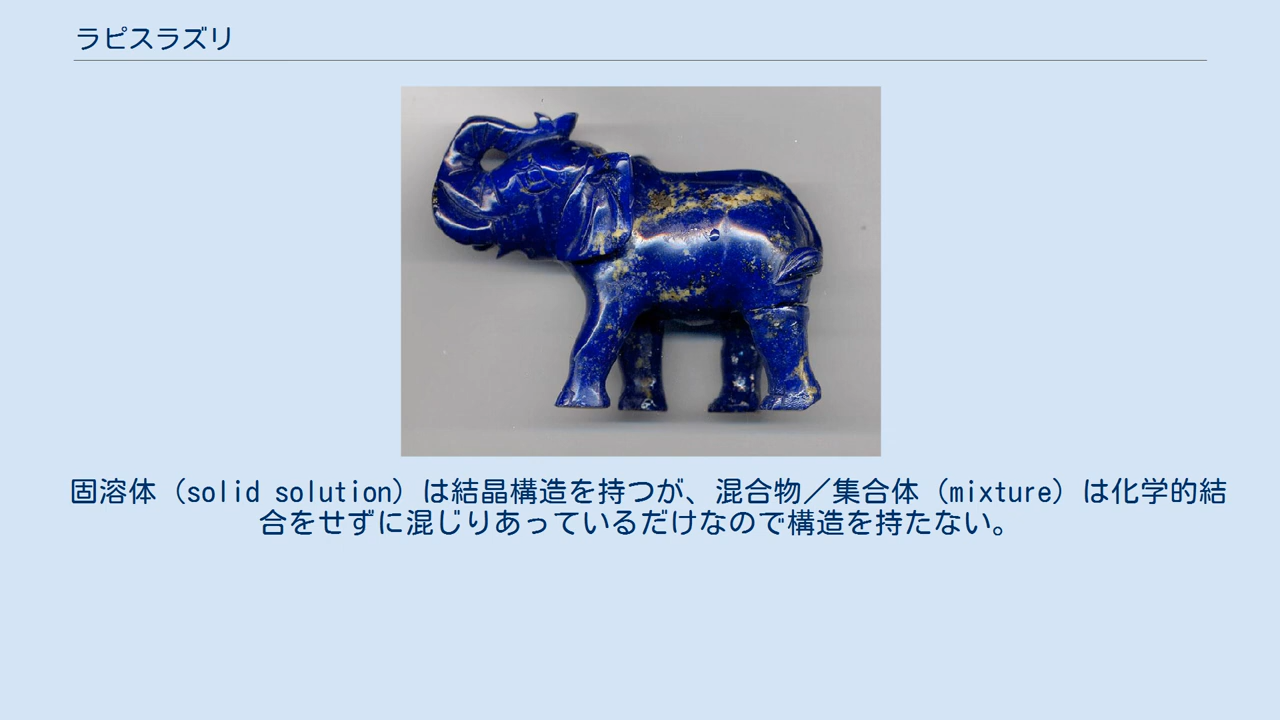 ラピスラズリ
固溶体（solid solution）は結晶構造を持つが、混合物／集合体（mixture）は化学的結
合をせずに混じりあっているだけなので構造を持たない。